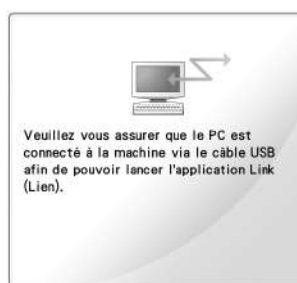 Veuillez vous assurer que le PC est
connecté à la machine via le câble USB
afin de pouvoir lancer l'application Link
(Lien).